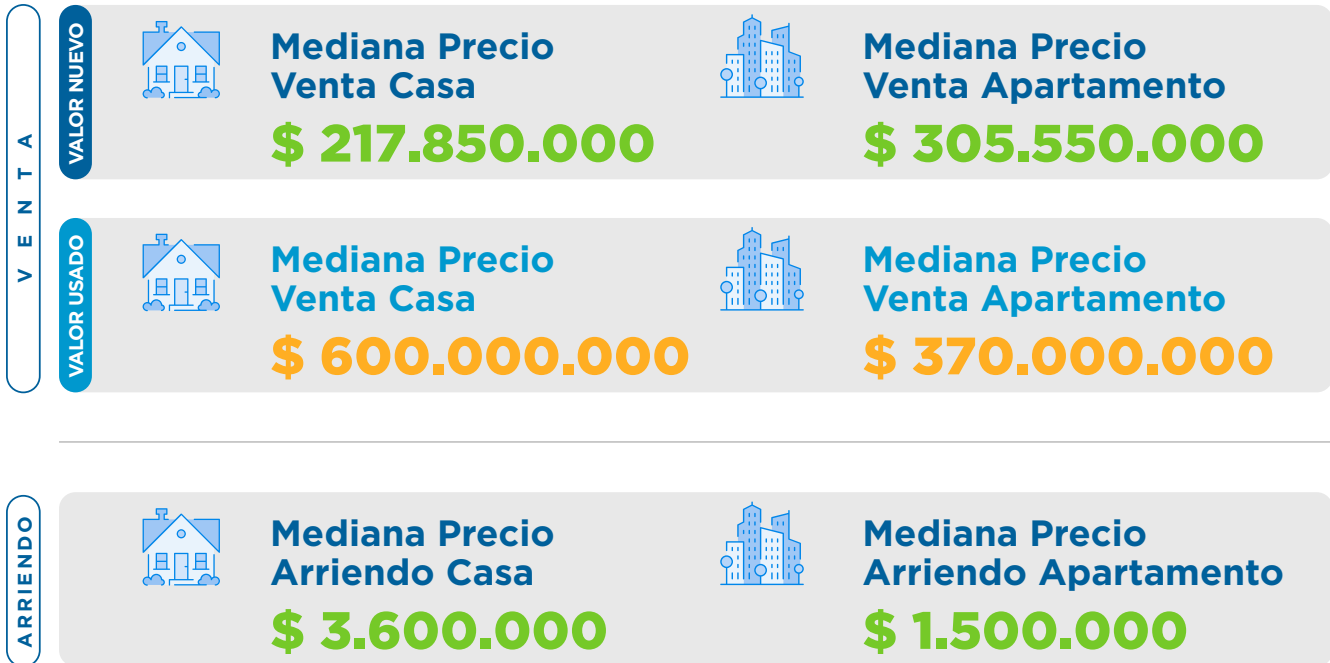 VENTA
VALOR NUEVO
Mediana Precio
Venta Casa
$ 217.850.000
Mediana Precio
Venta Apartamento
$ 305.550.000
VALOR USADO
Mediana Precio
Venta Casa
$ 600.000.000
Mediana Precio
Venta Apartamento
$ 370.000.000
ARRIENDO
Mediana Precio
Arriendo Casa
$ 3.600.000
Mediana Precio
Arriendo Apartamento
$ 1.500.000